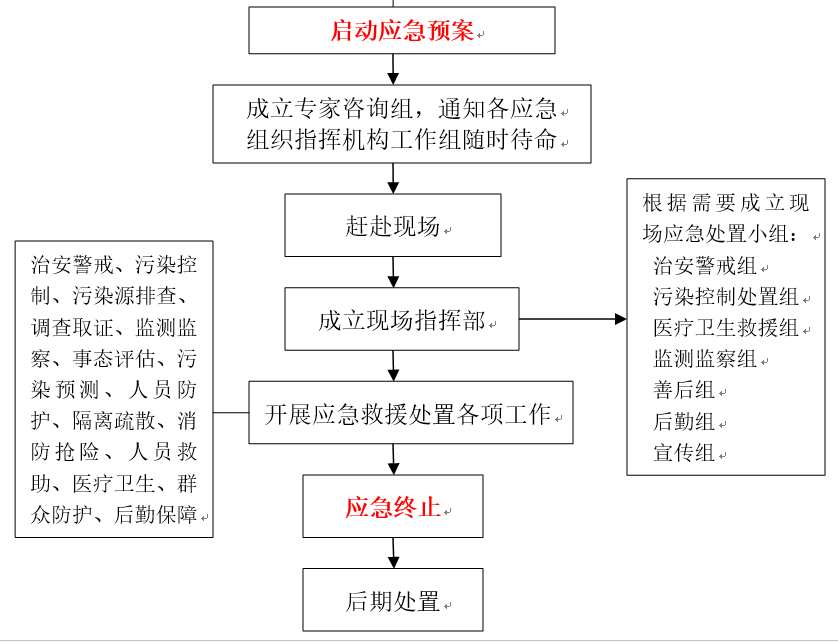 启动应急预案
成立专家咨询组，通知各应急
组织指挥机构工作组随时待命
赶赴现场
成立现场指挥部
根据需要成立现
场应急处置小组：
治安警戒组
污染控制处置组
医疗卫生救援组
监测监察组
善后组
后勤组
宣传组
开展应急救援处置各项工作
治安警戒、污染控
制、污染源排查、
调查取证、监测监
察、事态评估、污
染预测、人员防
护、隔离疏散、消
防抢险、人员救
助、医疗卫生、群
众防护、后勤保障
应急终止
后期处置